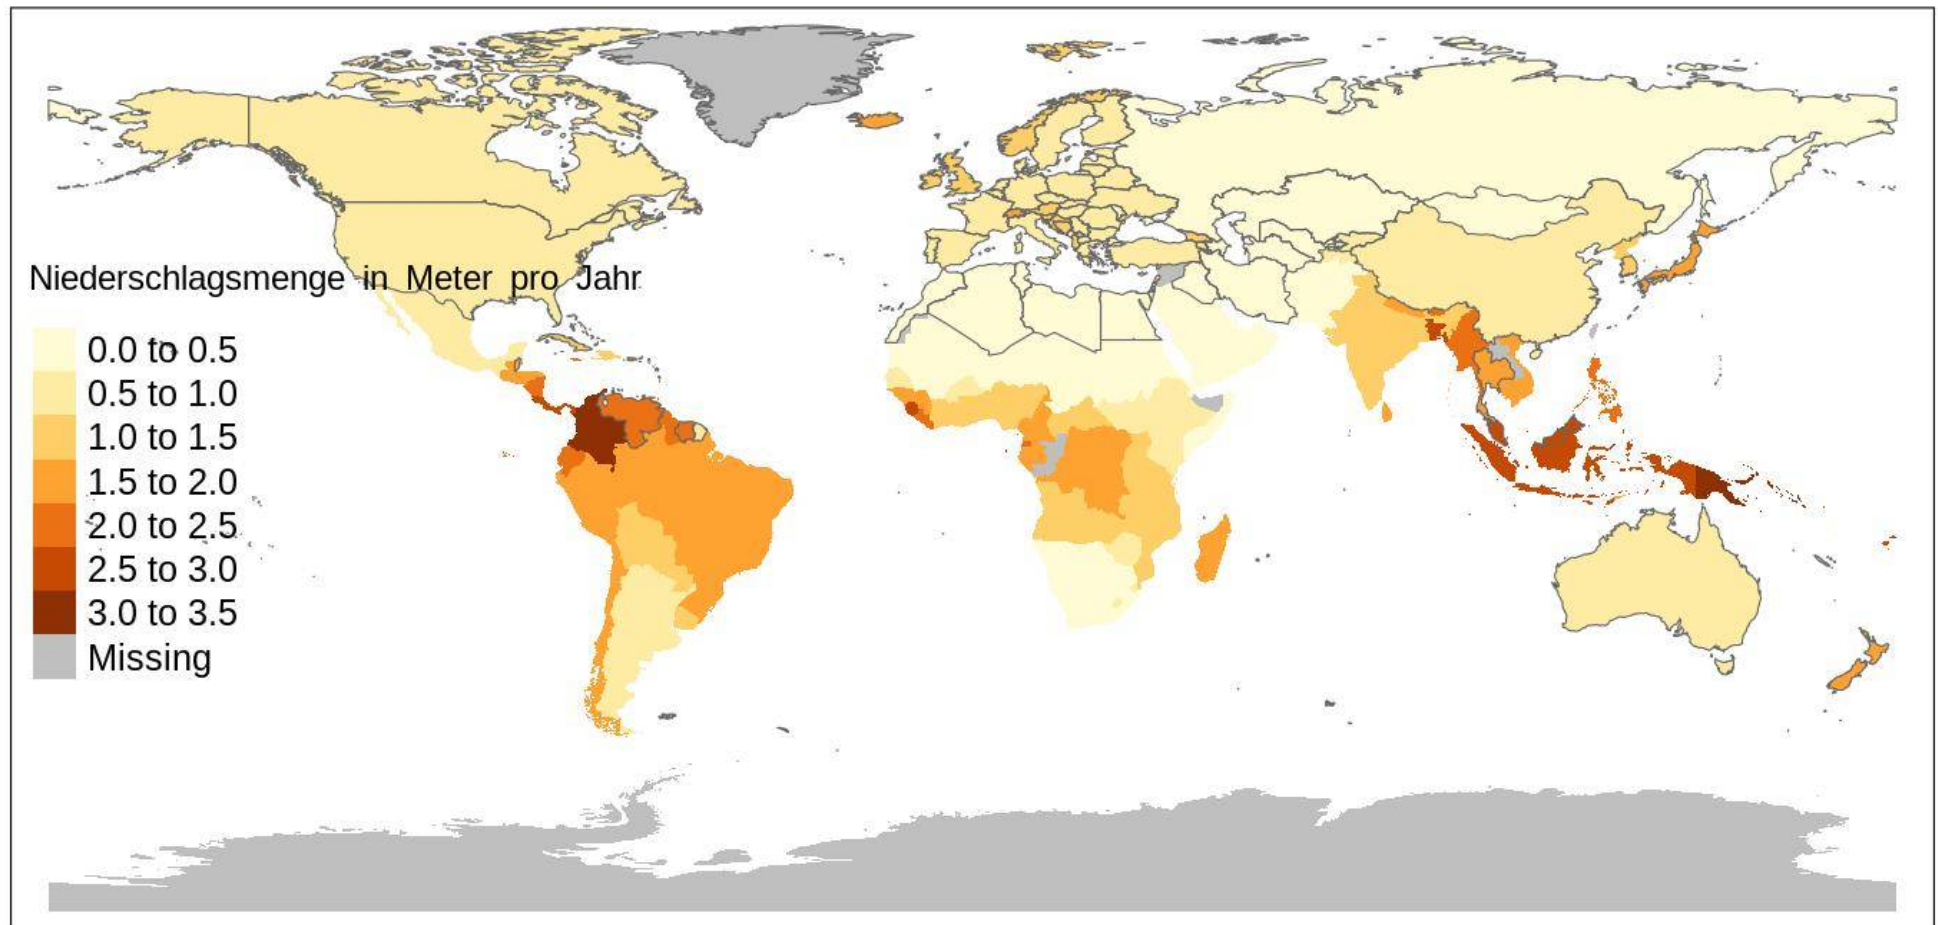 Niederschlagsmenge in Meter pro Jahr
0.0 to 0.5
0.5 to 1.0
1.0 to 1.5
1.5 to 2.0
2.0 to 2.5
2.5 to 3.0
3.0 to 3.5
Missing